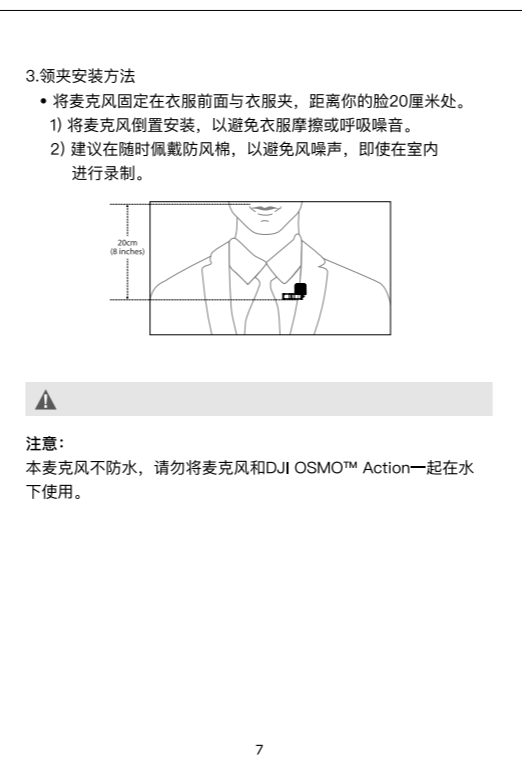 3.领夹安装方法
• 将麦克风固定在衣服前面与衣服夹，距离你的脸20厘米处。
1) 将麦克风倒置安装，以避免衣服摩擦或呼吸噪音。
2) 建议在随时佩戴防风棉，以避免风噪声，即使在室内
进行录制。
20cm
(8 inches)
注意：
本麦克风不防水，请勿将麦克风和DJI OSMO™ Action一起在水
下使用。
7